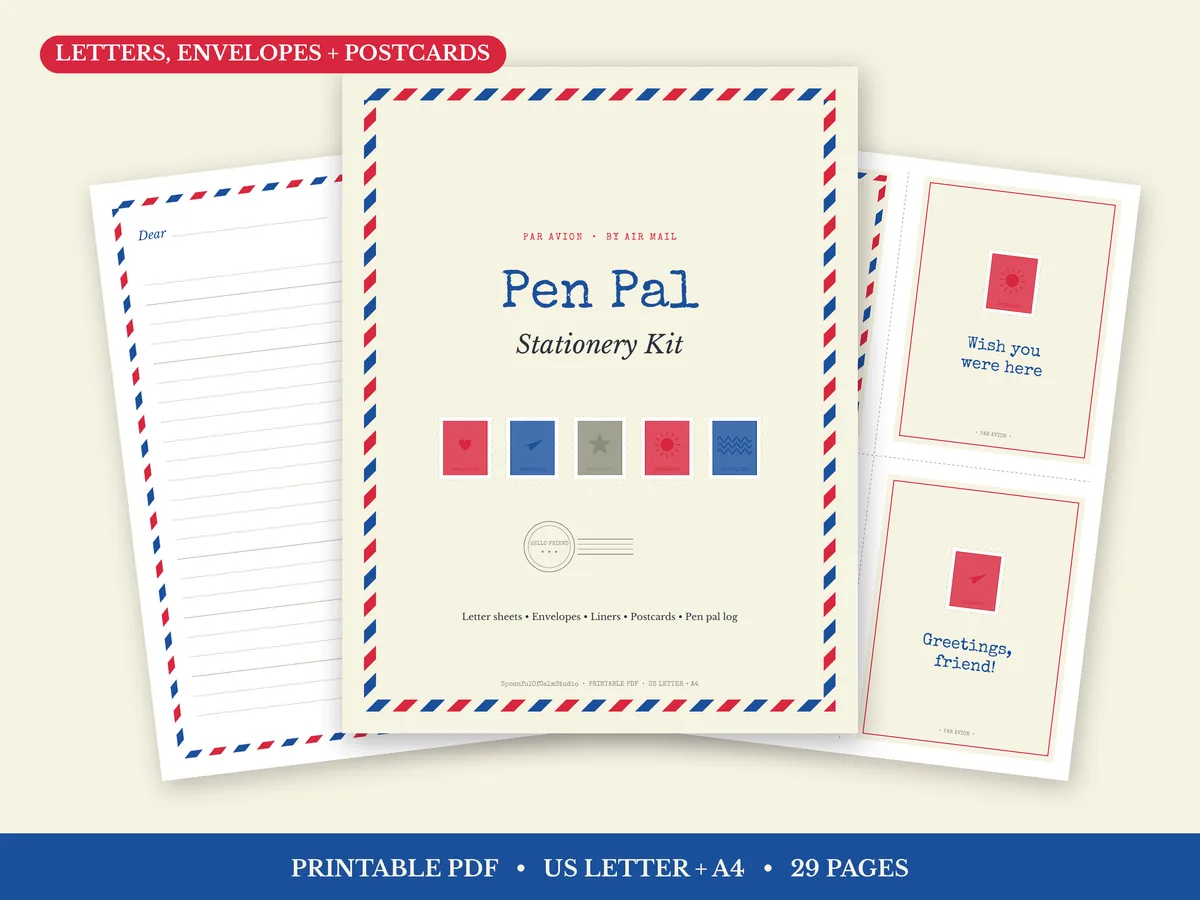 LETTERS, ENVELOPES + POSTCARDS
Dear
PAR AVION • BY AIR MAIL
Pen Pal
Stationery Kit
HELLO FRIEND
Letter sheets • Envelopes • Liners • Postcards • Pen pal log
SpoonfulOfCalmStudio • PRINTABLE PDF • US LETTER + A4
Wish you
were here
• PAR AVION •
Greetings,
friend!
• PAR AVION •
PRINTABLE PDF • US LETTER + A4 • 29 PAGES